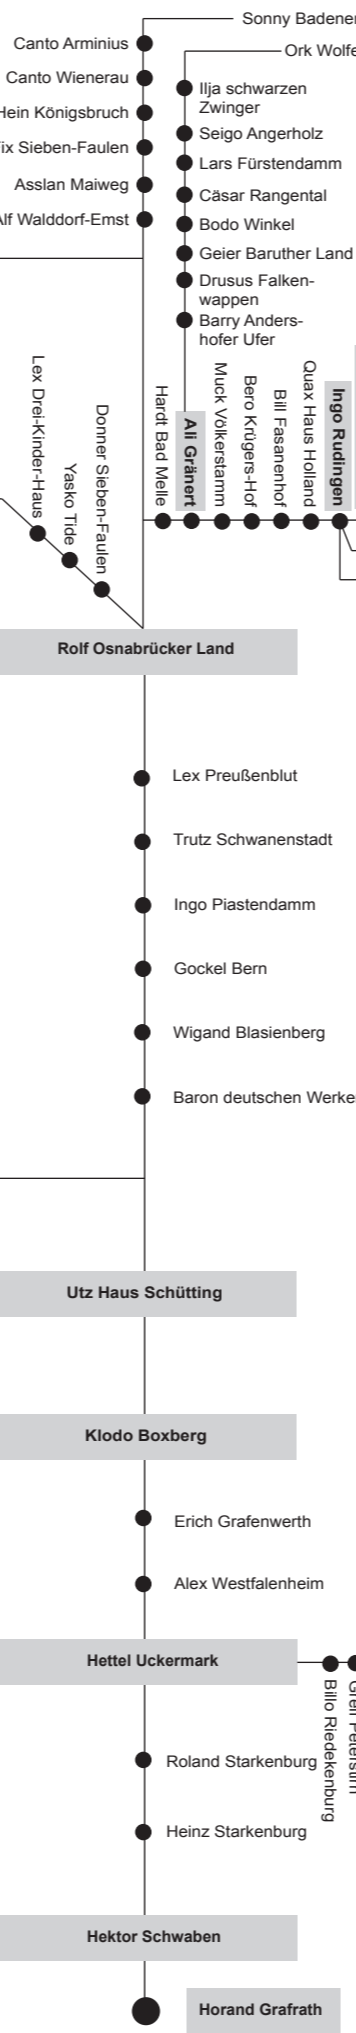 Sonny Badener
Canto Arminius
Ork Wolfe
Canto Wienerau
Ilja schwarzen
Zwinger
Hein Königsbruch
Seigo Angerholz
Sieben-Faulen
Lars Fürstendamm
Asslan Maiweg
Cäsar Rangental
Alf Walddorf-Emst
Bodo Winkel
Geier Baruther Land
Drusus Falken-
wappen
Barry Anders-
hofer Ufer
Lex Drei-Kinder-Haus
Yasko Tide
Donner Sieben-Faulen
Hardt Bad Melle
Ali Gränert
Muck Völkerstamm
Bero Krügers-Hof
Bill Fasanenhof
Quax Haus Holland
Ingo Rudingen
Rolf Osnabrücker Land
Lex Preußenblut
Trutz Schwanenstadt
Ingo Piastendamm
Gockel Bern
Wigand Blasienberg
Baron deutschen Werken
Utz Haus Schütting
Klodo Boxberg
Erich Grafenwerth
Alex Westfalenheim
Hettel Uckermark
Billo Riedekenburg
Greif Peterstirn
Roland Starkenburg
Heinz Starkenburg
Hektor Schwaben
Horand Grafrath